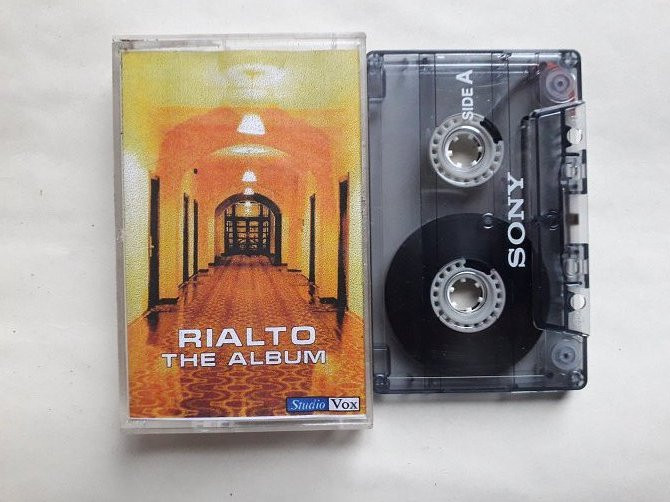 RIALTO
THE ALBUM
Studio Vox
SIDE A
SONY